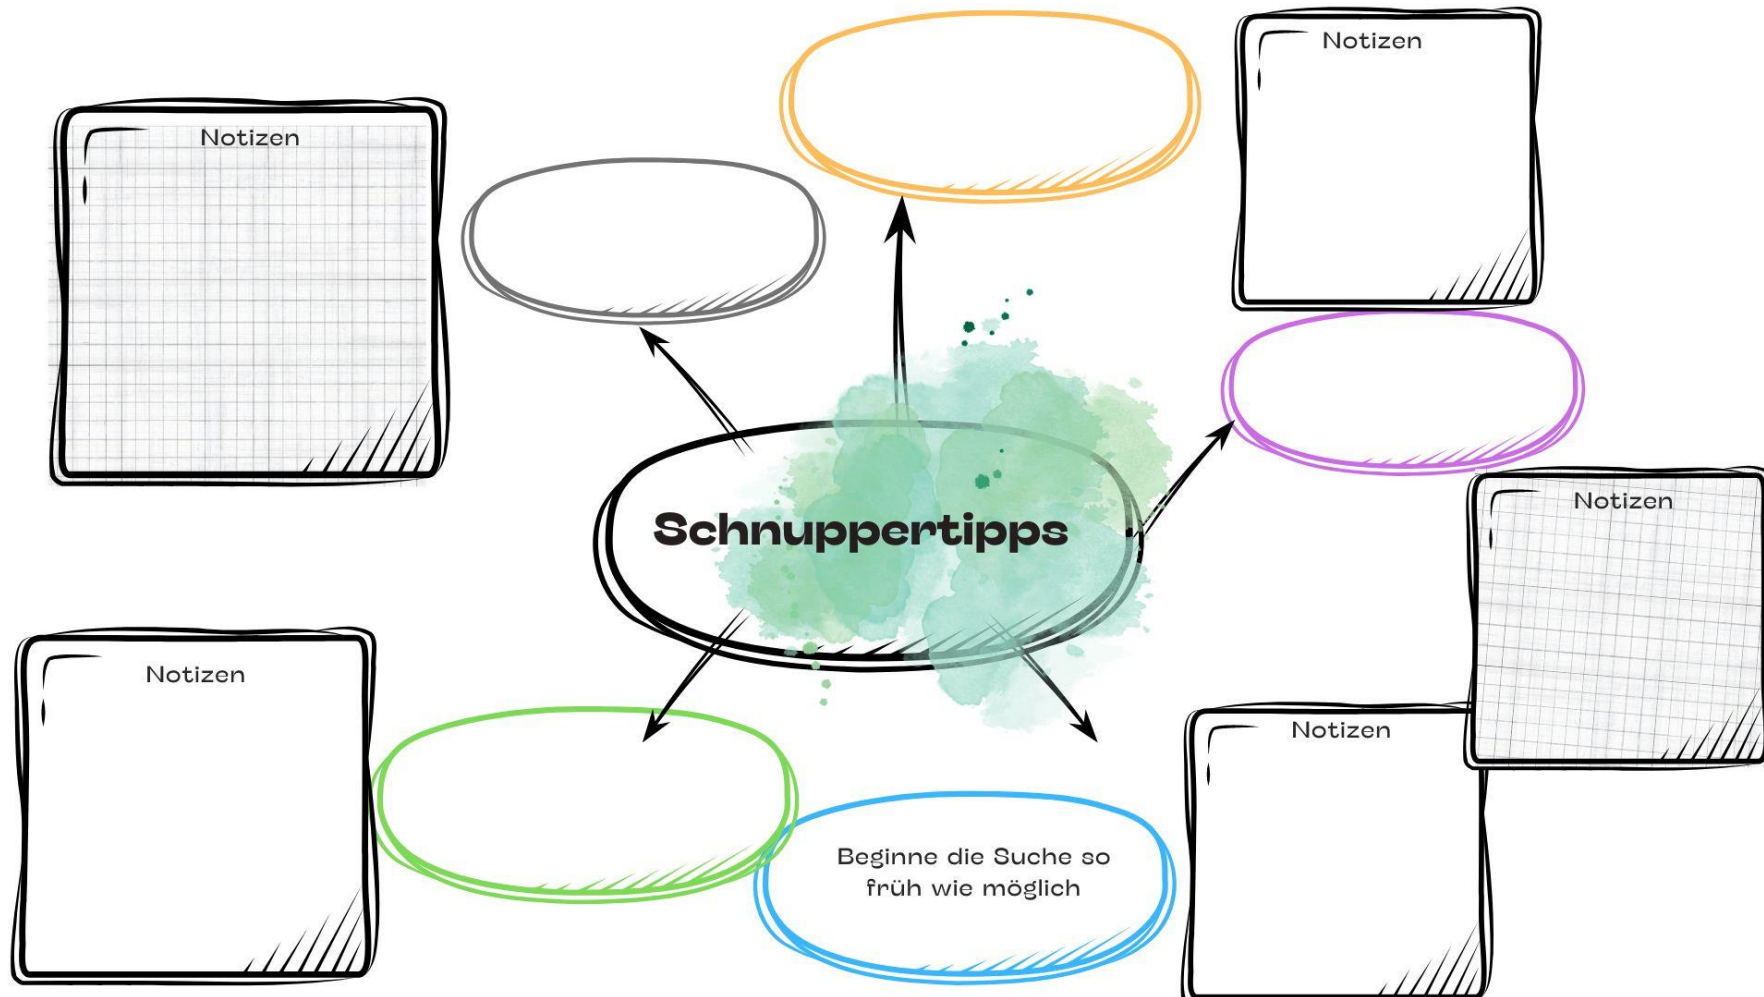 Notizen
Notizen
Notizen
Schnuppertipps
Notizen
Notizen
Beginne die Suche so
früh wie möglich